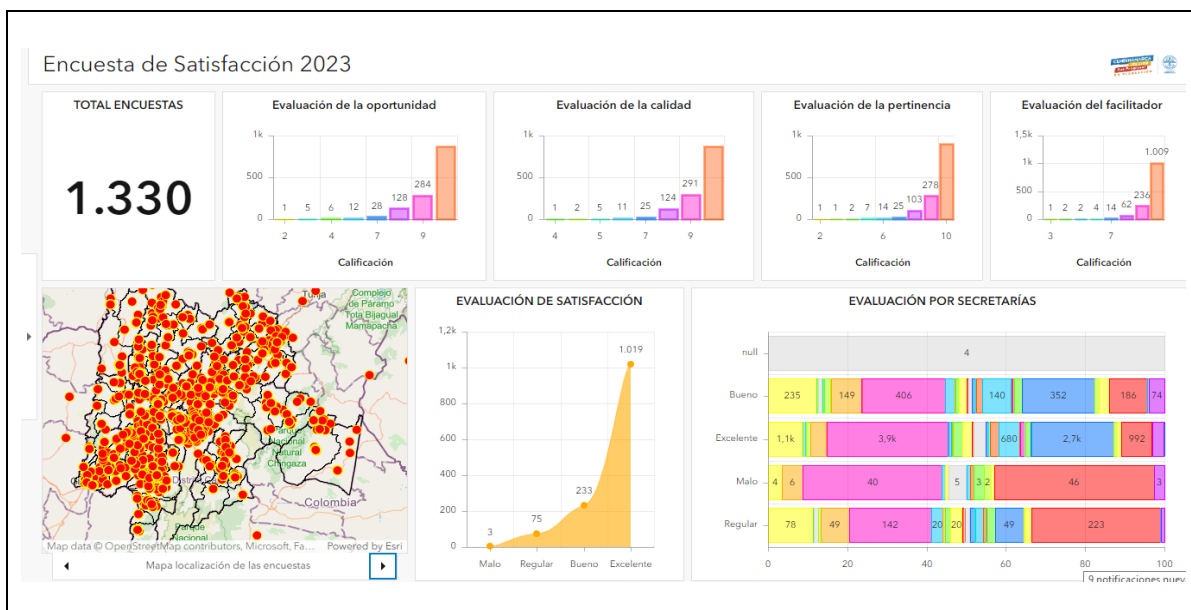 Encuesta de Satisfacción 2023
TOTAL ENCUESTAS
1.330
Evaluación de la oportunidad
1k
500
0
1 5 6 12 28 128 284
2 4 7 9
Calificación
Evaluación de la calidad
1k
500
0
1 2 5 11 25 124 291
4 5 7 9
Calificación
Evaluación de la pertinencia
1k
500
0
1 1 2 7 14 25 103 278
2 6 10
Calificación
Evaluación del facilitador
1,5k
1k
500
0
1 2 2 4 14 62 236 1.009
3 7
Calificación
Tunja
Complejo
de Páramo
Tota Bijagual
Mamapacha
Parque
Nacional
Natural
Chingaza
Colombia
Parque
Nacional
Map data © OpenStreetMap contributors, Microsoft, Fa... Powered by Esri
Mapa localización de las encuestas
EVALUACIÓN DE SATISFACCIÓN
1,2k
1k
800
600
400
200
0
3 75 233 1.019
Malo Regular Bueno Excelente
EVALUACIÓN POR SECRETARÍAS
null 4
Bueno 235 149 406 140 352 186 74
Excelente 1,1k 3,9k 680 2,7k 992
Malo 4 6 40 5 3 2 46 3
Regular 78 49 142 20 20 49 223
0 20 40 60 80 100
9 notificaciones nueva